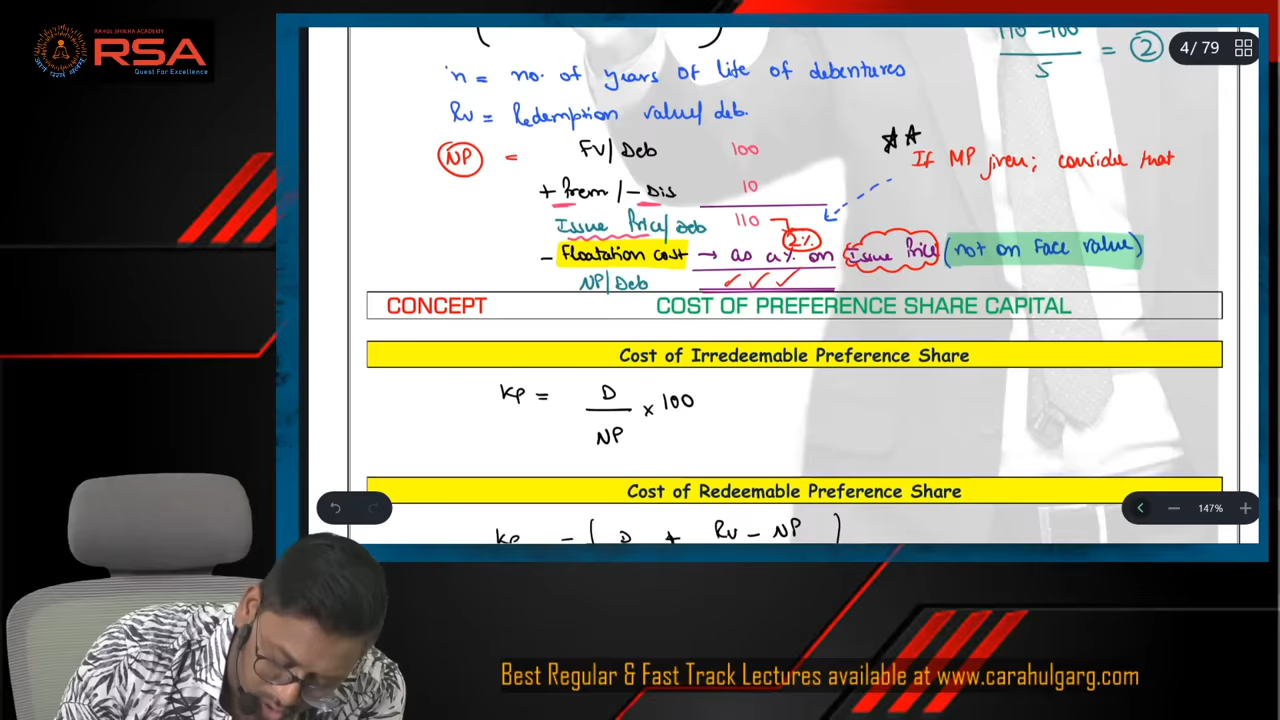 RAHUL SHIKHA ACADEMY
RSA
Quest For Excellence
110 - 100
5
= 2
4 / 79
n = no. of years of life of debentures
RV = Redemption value/ deb.
NP = FV/ Deb 100
+ Prem / - Dis 10
If MP given; consider that
Issue Price/ Deb 110
2%
- Floatation cost → as a % on Issue Price (not on Face value)
NP/ Deb
CONCEPT COST OF PREFERENCE SHARE CAPITAL
Cost of Irredeemable Preference Share
Kp = D
NP
x 100
Cost of Redeemable Preference Share
147%
Kp = ( D + RV - NP )
Best Regular & Fast Track Lectures available at www.carahulgarg.com